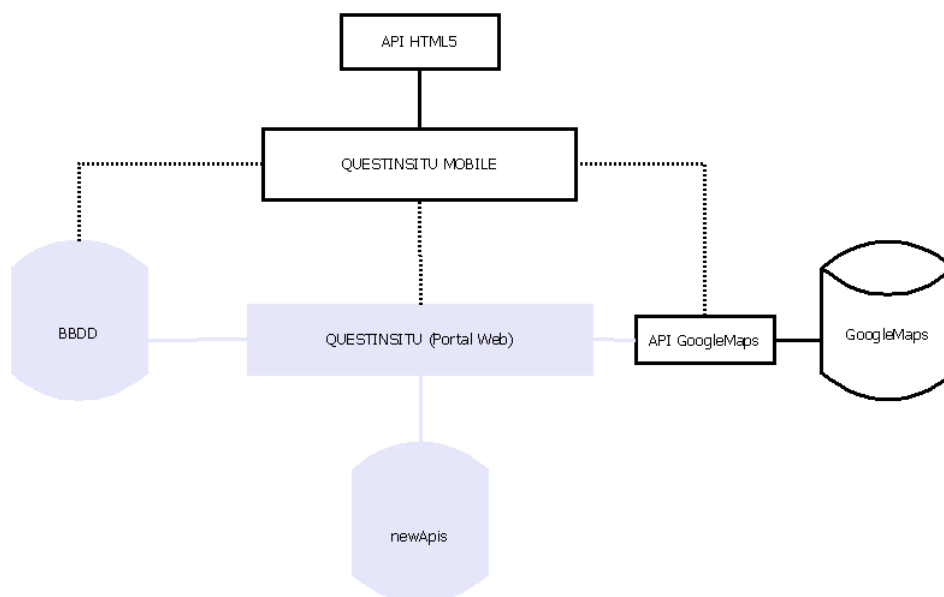 API HTML5
QUESTINSITU MOBILE
BBDD
QUESTINSITU (Portal Web)
API GoogleMaps
GoogleMaps
newApis